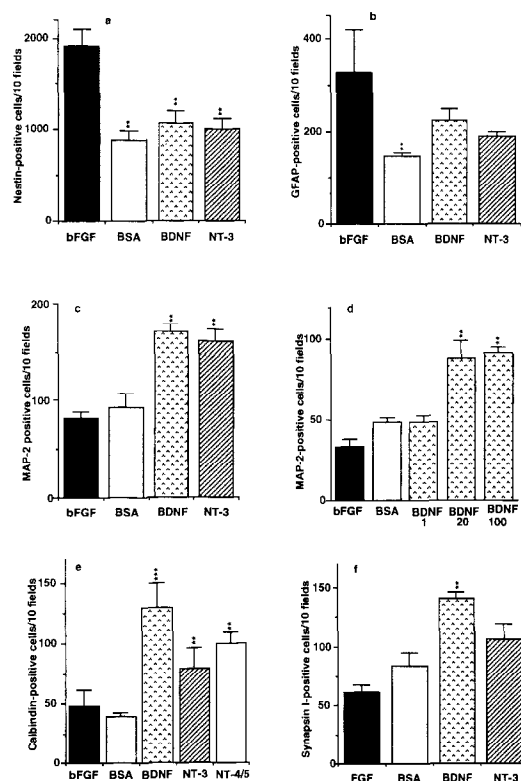 a
Nestin-positive cells/10 fields
2000
1000
0
**
**
**
bFGF BSA BDNF NT-3
b
GFAP-positive cells/10 fields
400
200
0
**
bFGF BSA BDNF NT-3
c
MAP-2 positive cells/10 fields
200
100
0
**
**
bFGF BSA BDNF NT-3
d
MAP-2-positive cells/10 fields
100
50
0
**
**
bFGF BSA BDNF BDNF BDNF
1 20 100
e
Calbindin-positive cells/10 fields
150
100
50
0
***
**
**
bFGF BSA BDNF NT-3 NT-4/5
f
Synapsin I-positive cells/10 fields
150
100
50
0
**
FGF BSA BDNF NT-3